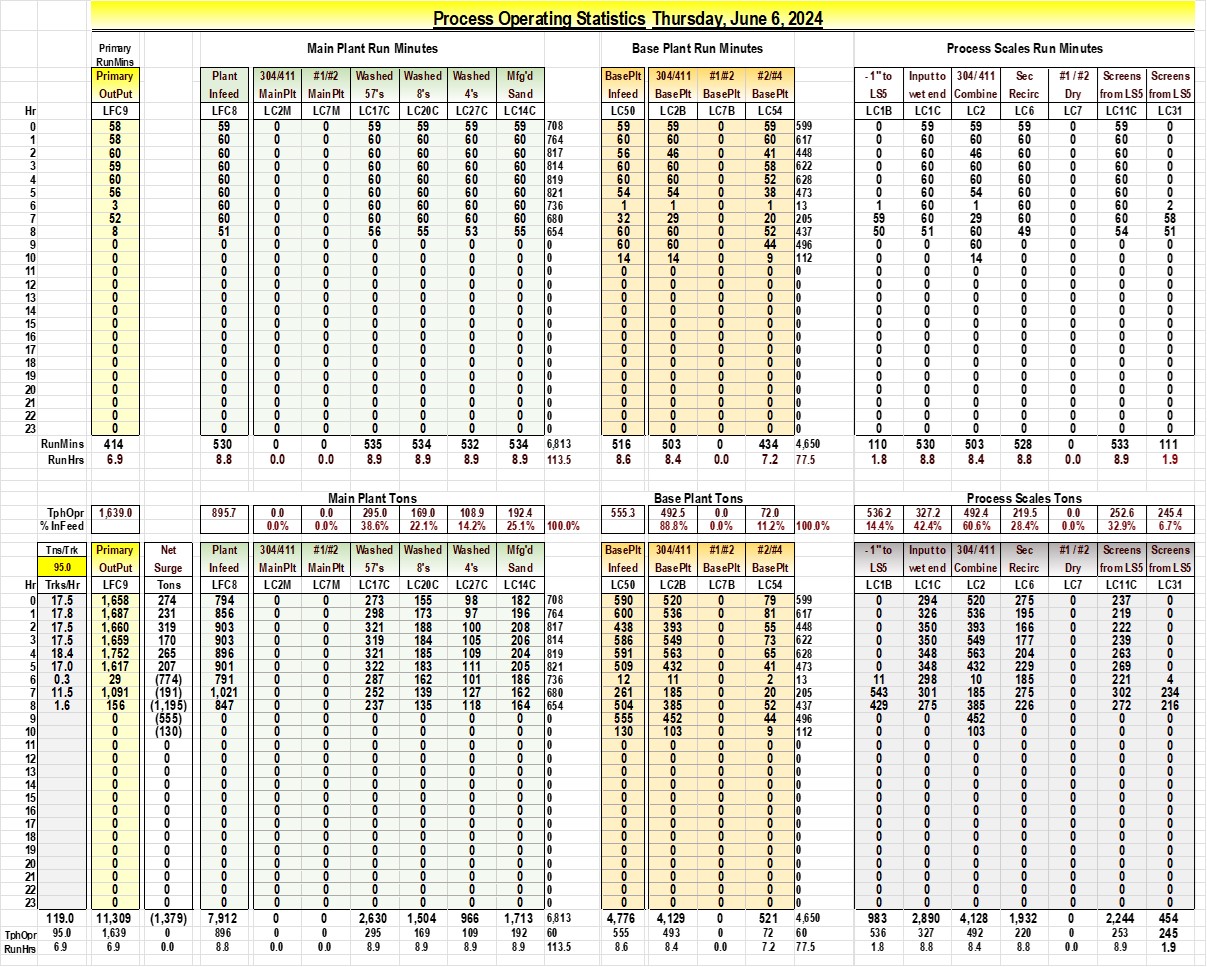 Process Operating Statistics Thursday, June 6, 2024
Primary Main Plant Run Minutes Base Plant Run Minutes Process Scales Run Minutes
RunMins
Primary Plant 304/411 #1/#2 Washed Washed Washed Mfg'd BasePlt 304/411 #1/#2 #2/#4 -1" to Input to 304/411 Sec #1/#2 Screens Screens
OutPut Infeed MainPlt MainPlt 57's 8's 4's Sand Infeed BasePlt BasePlt BasePlt LS5 wet end Combine Recirc Dry from LS5 from LS5
Hr LFC9 LFC8 LC2M LC7M LC17C LC20C LC27C LC14C LC50 LC2B LC7B LC54 LC1B LC1C LC2 LC6 LC7 LC11C LC31
0 58 59 0 0 59 59 59 59 708 59 59 0 59 599 0 59 59 59 0 59 0
1 58 60 0 0 60 60 60 60 764 60 60 0 60 617 0 60 60 60 0 60 0
2 60 60 0 0 60 60 60 60 817 56 46 0 41 448 0 60 46 60 0 60 0
3 59 60 0 0 60 60 60 60 814 60 60 0 58 622 0 60 60 60 0 60 0
4 60 60 0 0 60 60 60 60 819 60 60 0 52 628 0 60 60 60 0 60 0
5 56 60 0 0 60 60 60 60 821 54 54 0 38 473 0 60 54 60 0 60 0
6 3 60 0 0 60 60 60 60 736 1 1 0 1 13 1 60 1 60 0 60 2
7 52 60 0 0 60 60 60 60 680 32 29 0 20 205 59 60 29 60 0 60 58
8 8 51 0 0 56 55 53 55 654 60 60 0 52 437 50 51 60 49 0 54 51
9 0 0 0 0 0 0 0 0 0 60 60 0 44 496 0 0 60 0 0 0 0
10 0 0 0 0 0 0 0 0 0 14 14 0 9 112 0 0 14 0 0 0 0
11 0 0 0 0 0 0 0 0 0 0 0 0 0 0 0 0 0 0 0 0 0
12 0 0 0 0 0 0 0 0 0 0 0 0 0 0 0 0 0 0 0 0 0
13 0 0 0 0 0 0 0 0 0 0 0 0 0 0 0 0 0 0 0 0 0
14 0 0 0 0 0 0 0 0 0 0 0 0 0 0 0 0 0 0 0 0 0
15 0 0 0 0 0 0 0 0 0 0 0 0 0 0 0 0 0 0 0 0 0
16 0 0 0 0 0 0 0 0 0 0 0 0 0 0 0 0 0 0 0 0 0
17 0 0 0 0 0 0 0 0 0 0 0 0 0 0 0 0 0 0 0 0 0
18 0 0 0 0 0 0 0 0 0 0 0 0 0 0 0 0 0 0 0 0 0
19 0 0 0 0 0 0 0 0 0 0 0 0 0 0 0 0 0 0 0 0 0
20 0 0 0 0 0 0 0 0 0 0 0 0 0 0 0 0 0 0 0 0 0
21 0 0 0 0 0 0 0 0 0 0 0 0 0 0 0 0 0 0 0 0 0
22 0 0 0 0 0 0 0 0 0 0 0 0 0 0 0 0 0 0 0 0 0
23 0 0 0 0 0 0 0 0 0 0 0 0 0 0 0 0 0 0 0 0 0
RunMins 414 530 0 0 535 534 532 534 6,813 516 503 0 434 4,650 110 530 503 528 0 533 111
RunHrs 6.9 8.8 0.0 0.0 8.9 8.9 8.9 8.9 113.5 8.6 8.4 0.0 7.2 77.5 1.8 8.8 8.4 8.8 0.0 8.9 1.9
Main Plant Tons Base Plant Tons Process Scales Tons
TphOpr 1,639.0 895.7 0.0 0.0 295.0 169.0 108.9 192.4 555.3 492.5 0.0 72.0 536.2 327.2 492.4 219.5 0.0 252.6 245.4
% InFeed 0.0% 0.0% 38.6% 22.1% 14.2% 25.1% 100.0% 88.8% 0.0% 11.2% 100.0% 14.4% 42.4% 60.6% 28.4% 0.0% 32.9% 6.7%
Tns/Trk Primary Net Plant 304/411 #1/#2 Washed Washed Washed Mfg'd BasePlt 304/411 #1/#2 #2/#4 -1" to Input to 304/411 Sec #1/#2 Screens Screens
95.0 OutPut Surge Infeed MainPlt MainPlt 57's 8's 4's Sand Infeed BasePlt BasePlt BasePlt LS5 wet end Combine Recirc Dry from LS5 from LS5
Hr Trks/Hr LFC9 Tons LFC8 LC2M LC7M LC17C LC20C LC27C LC14C LC50 LC2B LC7B LC54 LC1B LC1C LC2 LC6 LC7 LC11C LC31
0 17.5 1,658 274 794 0 0 273 155 98 182 708 590 520 0 79 599 0 294 520 275 0 237 0
1 17.8 1,687 231 856 0 0 298 173 97 196 764 600 536 0 81 617 0 326 536 195 0 219 0
2 17.5 1,660 319 903 0 0 321 188 100 208 817 438 393 0 55 448 0 350 393 166 0 222 0
3 17.5 1,659 170 903 0 0 319 184 105 206 814 586 549 0 73 622 0 350 549 177 0 239 0
4 18.4 1,752 265 896 0 0 321 185 109 204 819 591 563 0 65 628 0 348 563 204 0 263 0
5 17.0 1,617 207 901 0 0 322 183 111 205 821 509 432 0 41 473 0 348 432 229 0 269 0
6 0.3 29 (774) 791 0 0 287 162 101 186 736 12 11 0 2 13 11 298 10 185 0 221 4
7 11.5 1,091 (191) 1,021 0 0 252 139 127 162 680 261 185 0 20 205 543 301 185 275 0 302 234
8 1.6 156 (1,195) 847 0 0 237 135 118 164 654 504 385 0 52 437 429 275 385 226 0 272 216
9 0 (555) 0 0 0 0 0 0 0 0 555 452 0 44 496 0 0 452 0 0 0 0
10 0 (130) 0 0 0 0 0 0 0 0 130 103 0 9 112 0 0 103 0 0 0 0
11 0 0 0 0 0 0 0 0 0 0 0 0 0 0 0 0 0 0 0 0 0 0
12 0 0 0 0 0 0 0 0 0 0 0 0 0 0 0 0 0 0 0 0 0 0
13 0 0 0 0 0 0 0 0 0 0 0 0 0 0 0 0 0 0 0 0 0 0
14 0 0 0 0 0 0 0 0 0 0 0 0 0 0 0 0 0 0 0 0 0 0
15 0 0 0 0 0 0 0 0 0 0 0 0 0 0 0 0 0 0 0 0 0 0
16 0 0 0 0 0 0 0 0 0 0 0 0 0 0 0 0 0 0 0 0 0 0
17 0 0 0 0 0 0 0 0 0 0 0 0 0 0 0 0 0 0 0 0 0 0
18 0 0 0 0 0 0 0 0 0 0 0 0 0 0 0 0 0 0 0 0 0 0
19 0 0 0 0 0 0 0 0 0 0 0 0 0 0 0 0 0 0 0 0 0 0
20 0 0 0 0 0 0 0 0 0 0 0 0 0 0 0 0 0 0 0 0 0 0
21 0 0 0 0 0 0 0 0 0 0 0 0 0 0 0 0 0 0 0 0 0 0
22 0 0 0 0 0 0 0 0 0 0 0 0 0 0 0 0 0 0 0 0 0 0
23 0 0 0 0 0 0 0 0 0 0 0 0 0 0 0 0 0 0 0 0 0 0
119.0 11,309 (1,379) 7,912 0 0 2,630 1,504 966 1,713 6,813 4,776 4,129 0 521 4,650 983 2,890 4,128 1,932 0 2,244 454
TphOpr 95.0 1,639 0 896 0 0 295 169 109 192 60 555 493 0 72 60 536 327 492 220 0 253 245
RunHrs 6.9 6.9 0.0 8.8 0.0 0.0 8.9 8.9 8.9 8.9 113.5 8.6 8.4 0.0 7.2 77.5 1.8 8.8 8.4 8.8 0.0 8.9 1.9